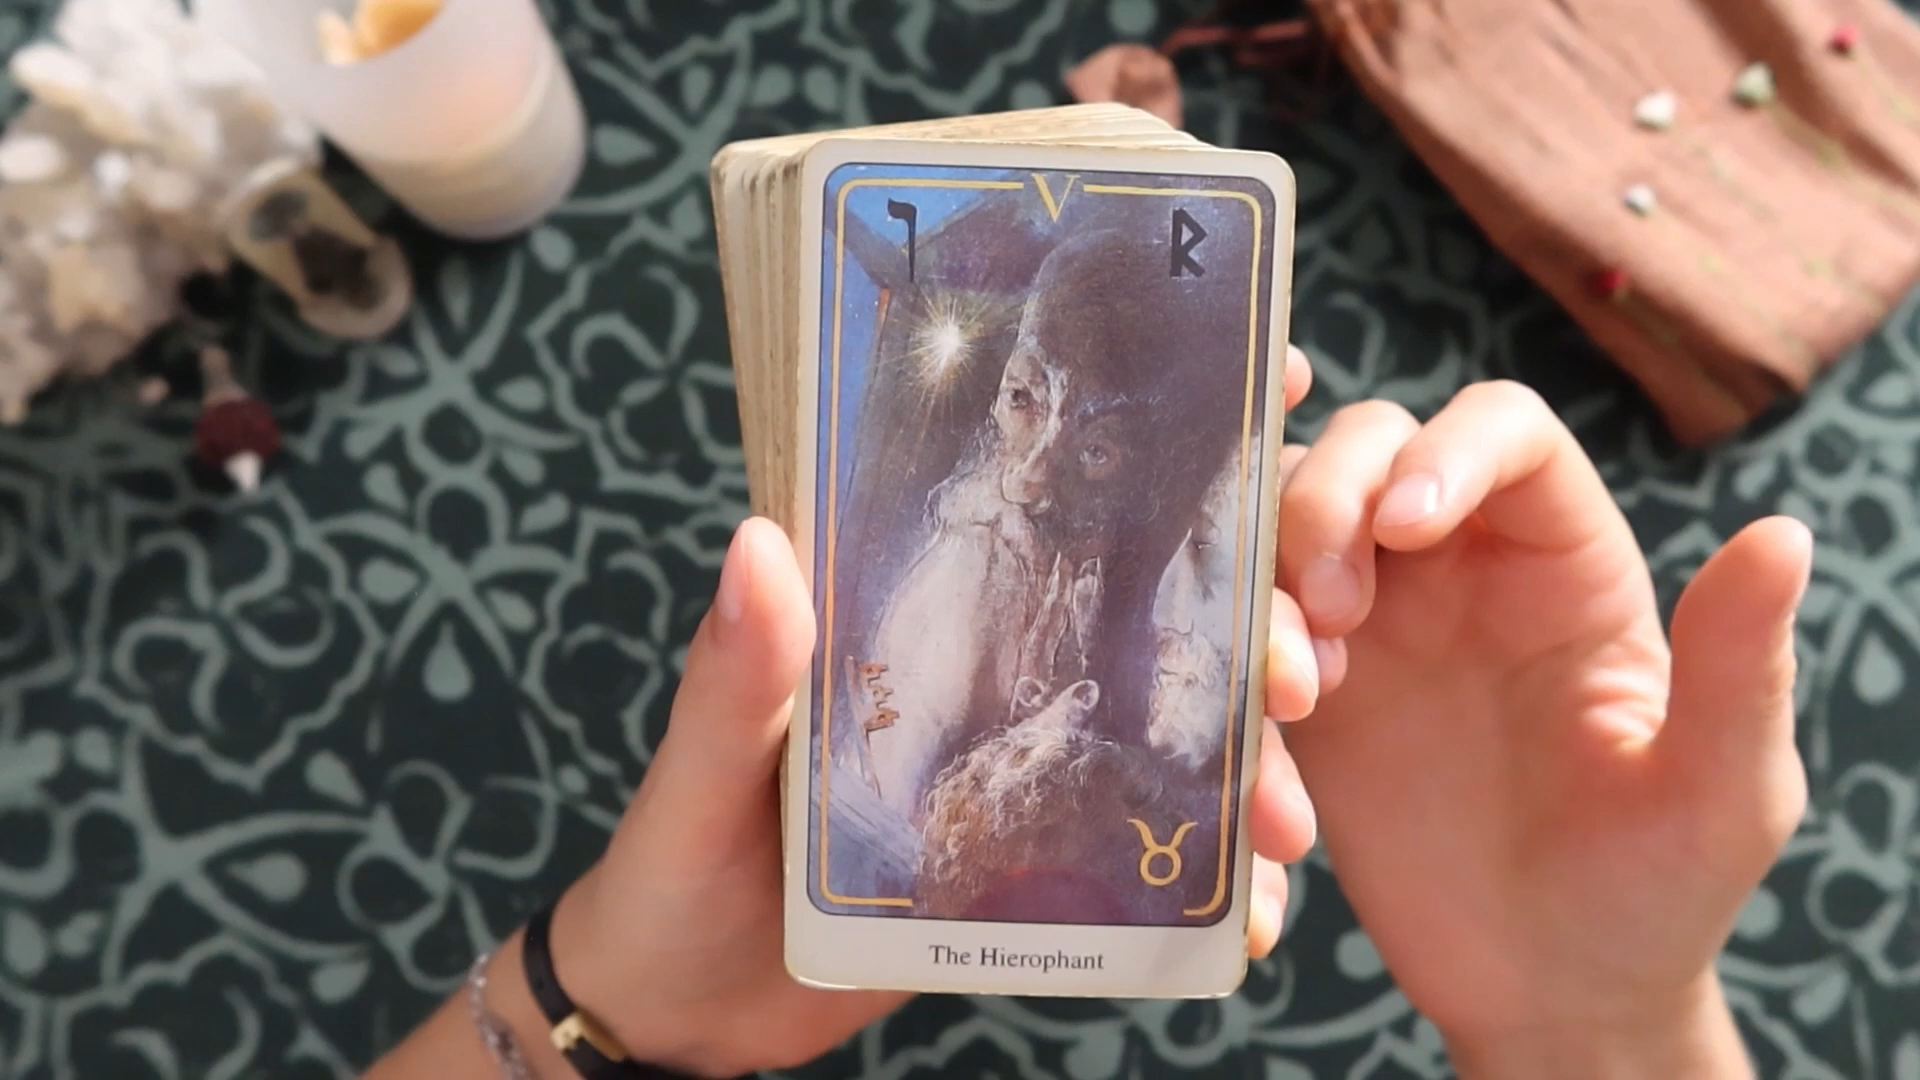 V
ו ᚱ
♉
The Hierophant